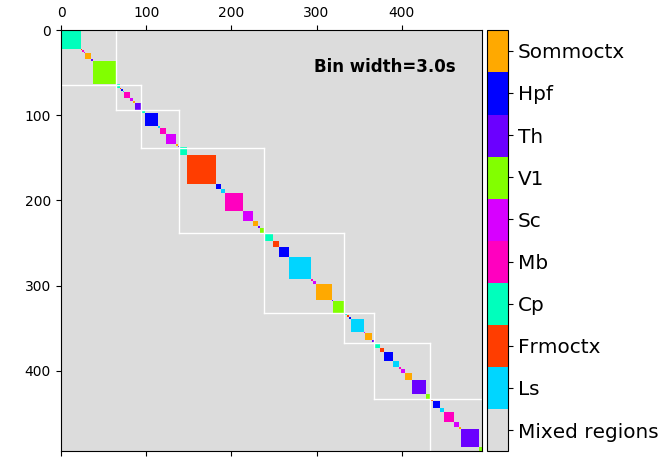 0 100 200 300 400
0
100
200
300
400
Bin width=3.0s
Sommoctx
Hpf
Th
V1
Sc
Mb
Cp
Frmoctx
Ls
Mixed regions